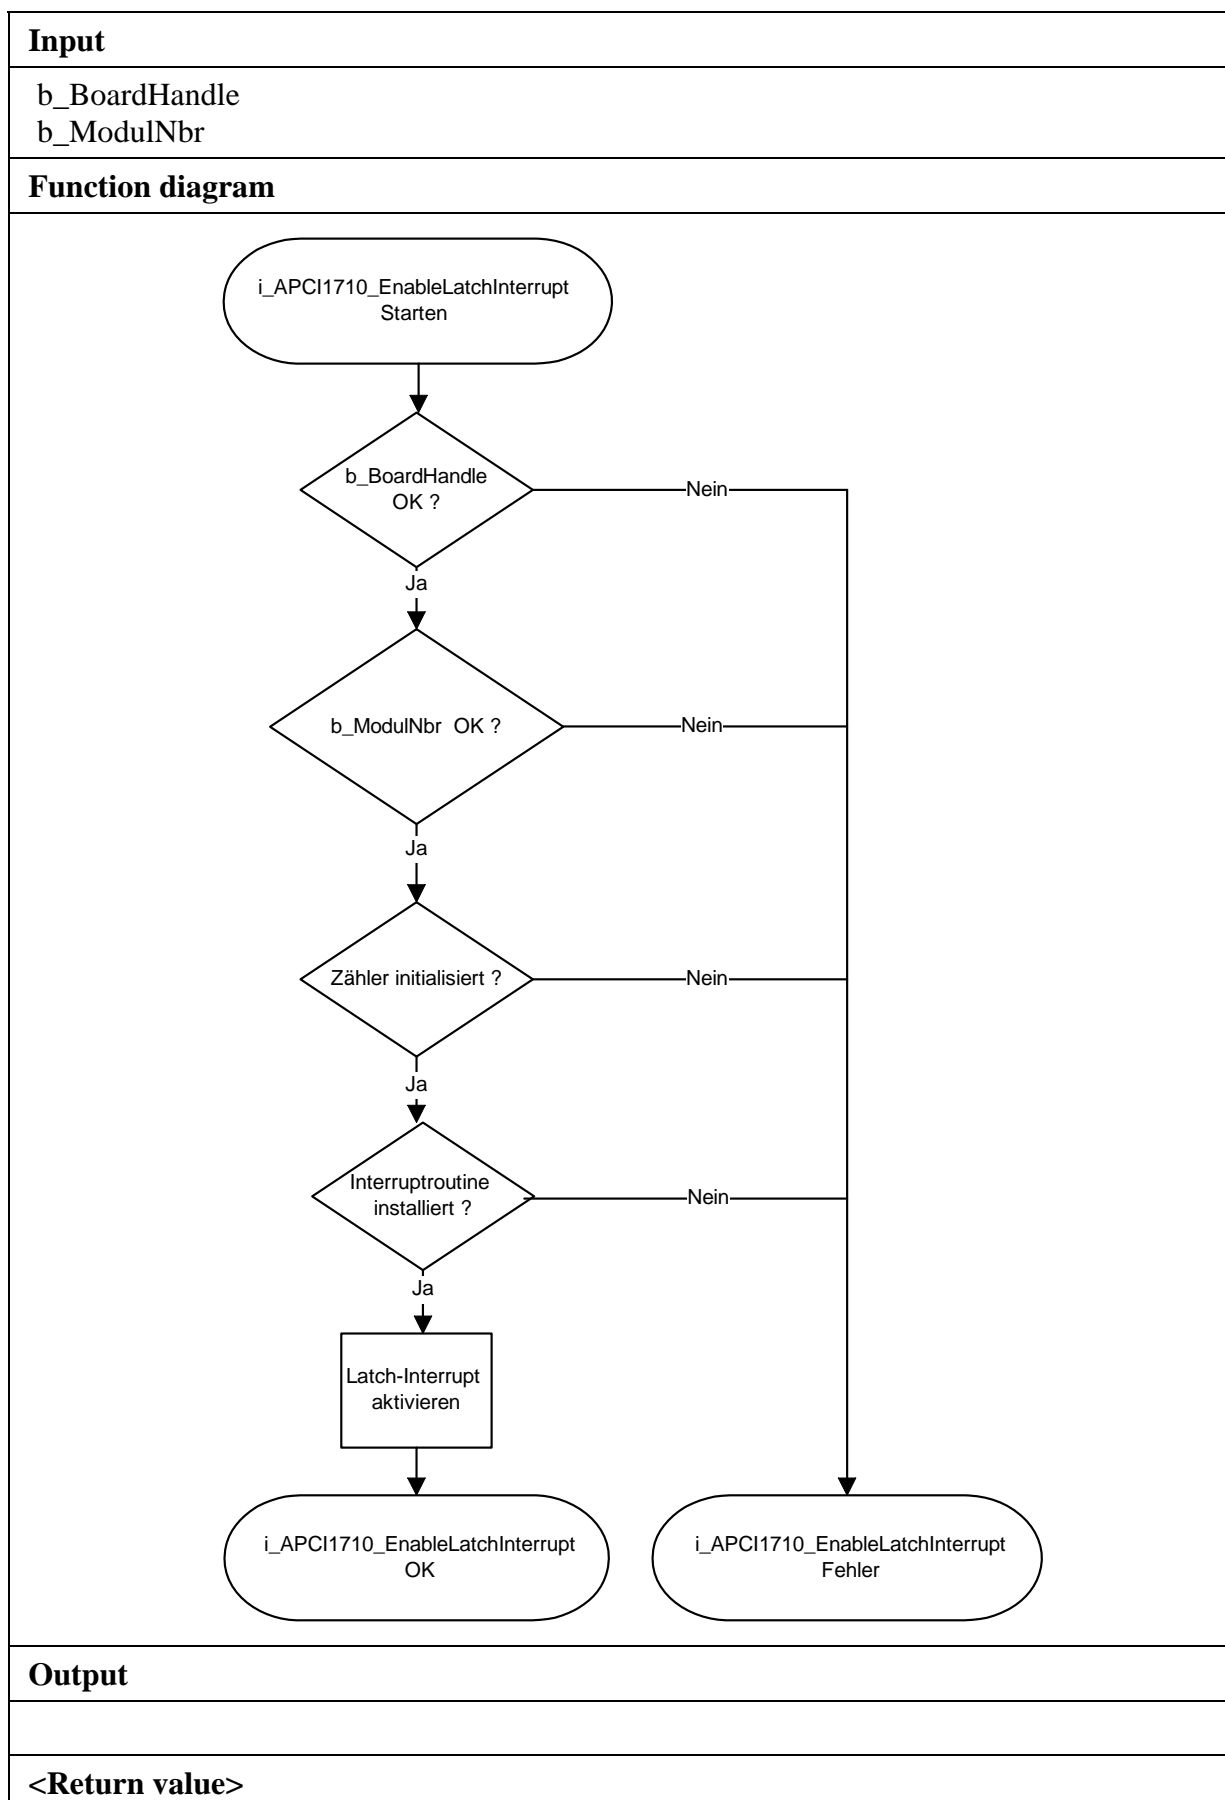 Input
b_BoardHandle
b_ModulNbr
Function diagram
i_APCI1710_EnableLatchInterrupt
Starten
b_BoardHandle
OK ?
Nein
Ja
b_ModulNbr OK ?
Nein
Ja
Zähler initialisiert ?
Nein
Ja
Interruptroutine
installiert ?
Nein
Ja
Latch-Interrupt
aktivieren
i_APCI1710_EnableLatchInterrupt
OK
i_APCI1710_EnableLatchInterrupt
Fehler
Output
<Return value>